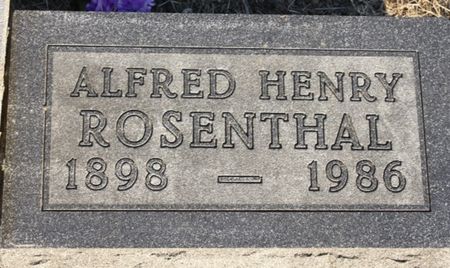 ALFRED HENRY
ROSENTHAL
1898 — 1986